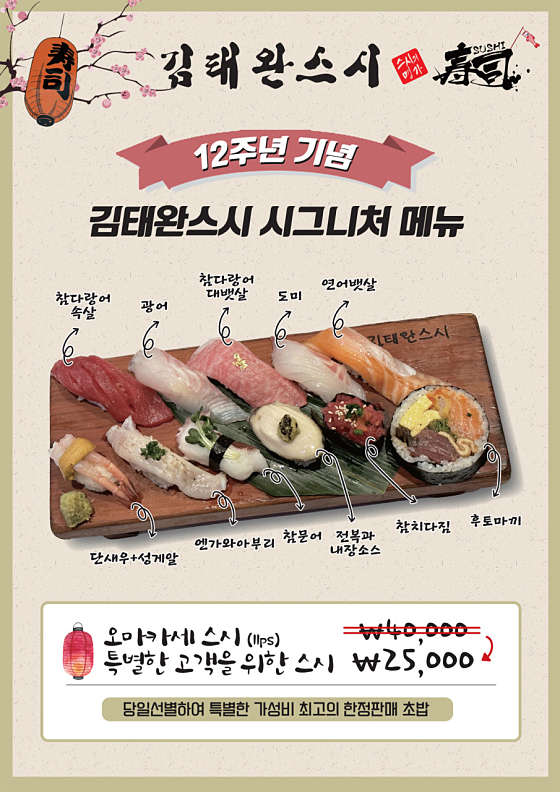 寿司
김태완스시
스시의
미가
SUSHI
寿司
12주년 기념
김태완스시 시그니처 메뉴
참다랑어
속살
광어
참다랑어
대뱃살
도미
연어뱃살
김태완스시
단새우+성게알
엔가와아부리
참문어
전복과
내장소스
참치다짐
후토마끼
오마카세 스시 (11ps)
₩40,000
특별한 고객을 위한 스시
₩25,000
당일선별하여 특별한 가성비 최고의 한정판매 초밥